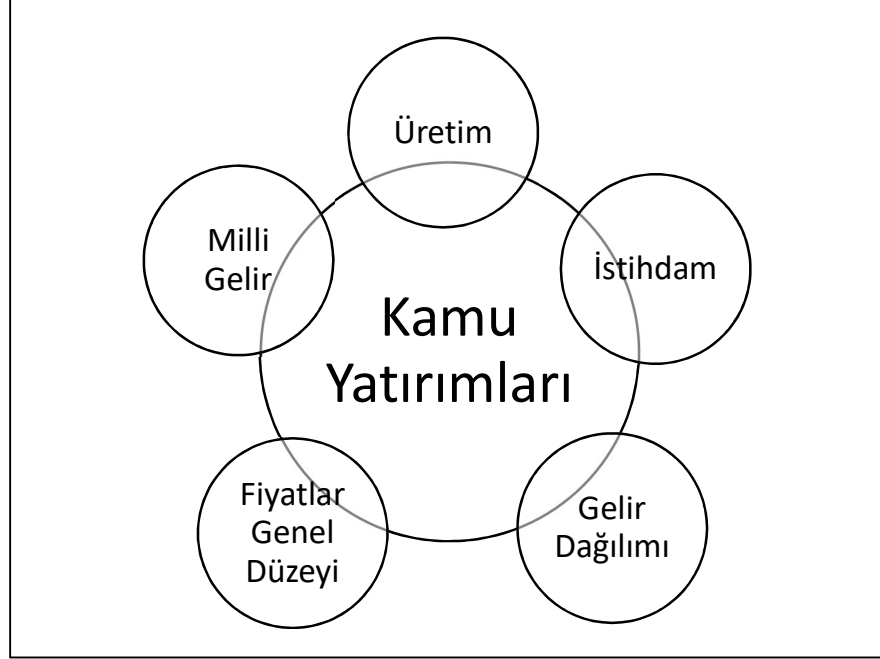 Üretim
Milli
Gelir
İstihdam
Kamu
Yatırımları
Fiyatlar
Genel
Düzeyi
Gelir
Dağılımı